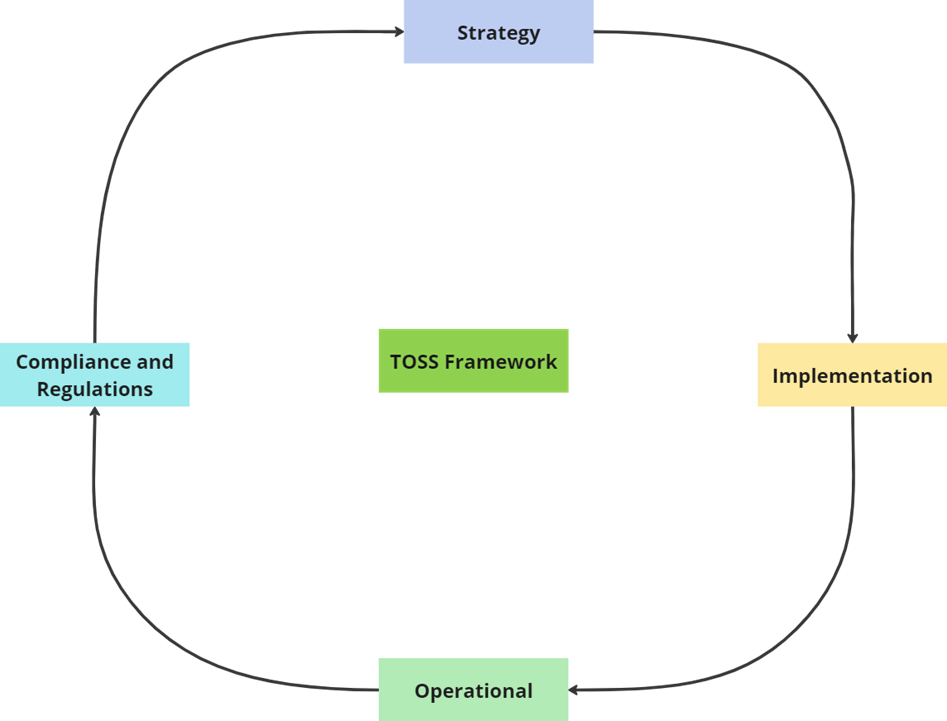 Strategy
Compliance and
Regulations
TOSS Framework
Implementation
Operational